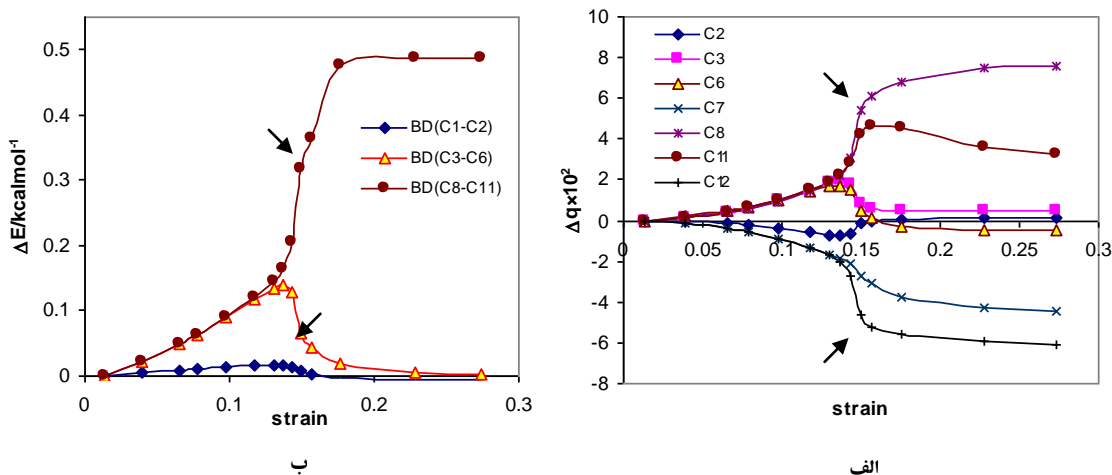 ΔE/kcalmol⁻¹
0.5
0.4
0.3
0.2
0.1
0
0
0.1
0.2
0.3
strain
BD(C1-C2)
BD(C3-C6)
BD(C8-C11)
ب
Δq×10²
10
8
6
4
2
0
-2
-4
-6
-8
0
0.05
0.1
0.15
0.2
0.25
0.3
strain
C2
C3
C6
C7
C8
C11
C12
الف